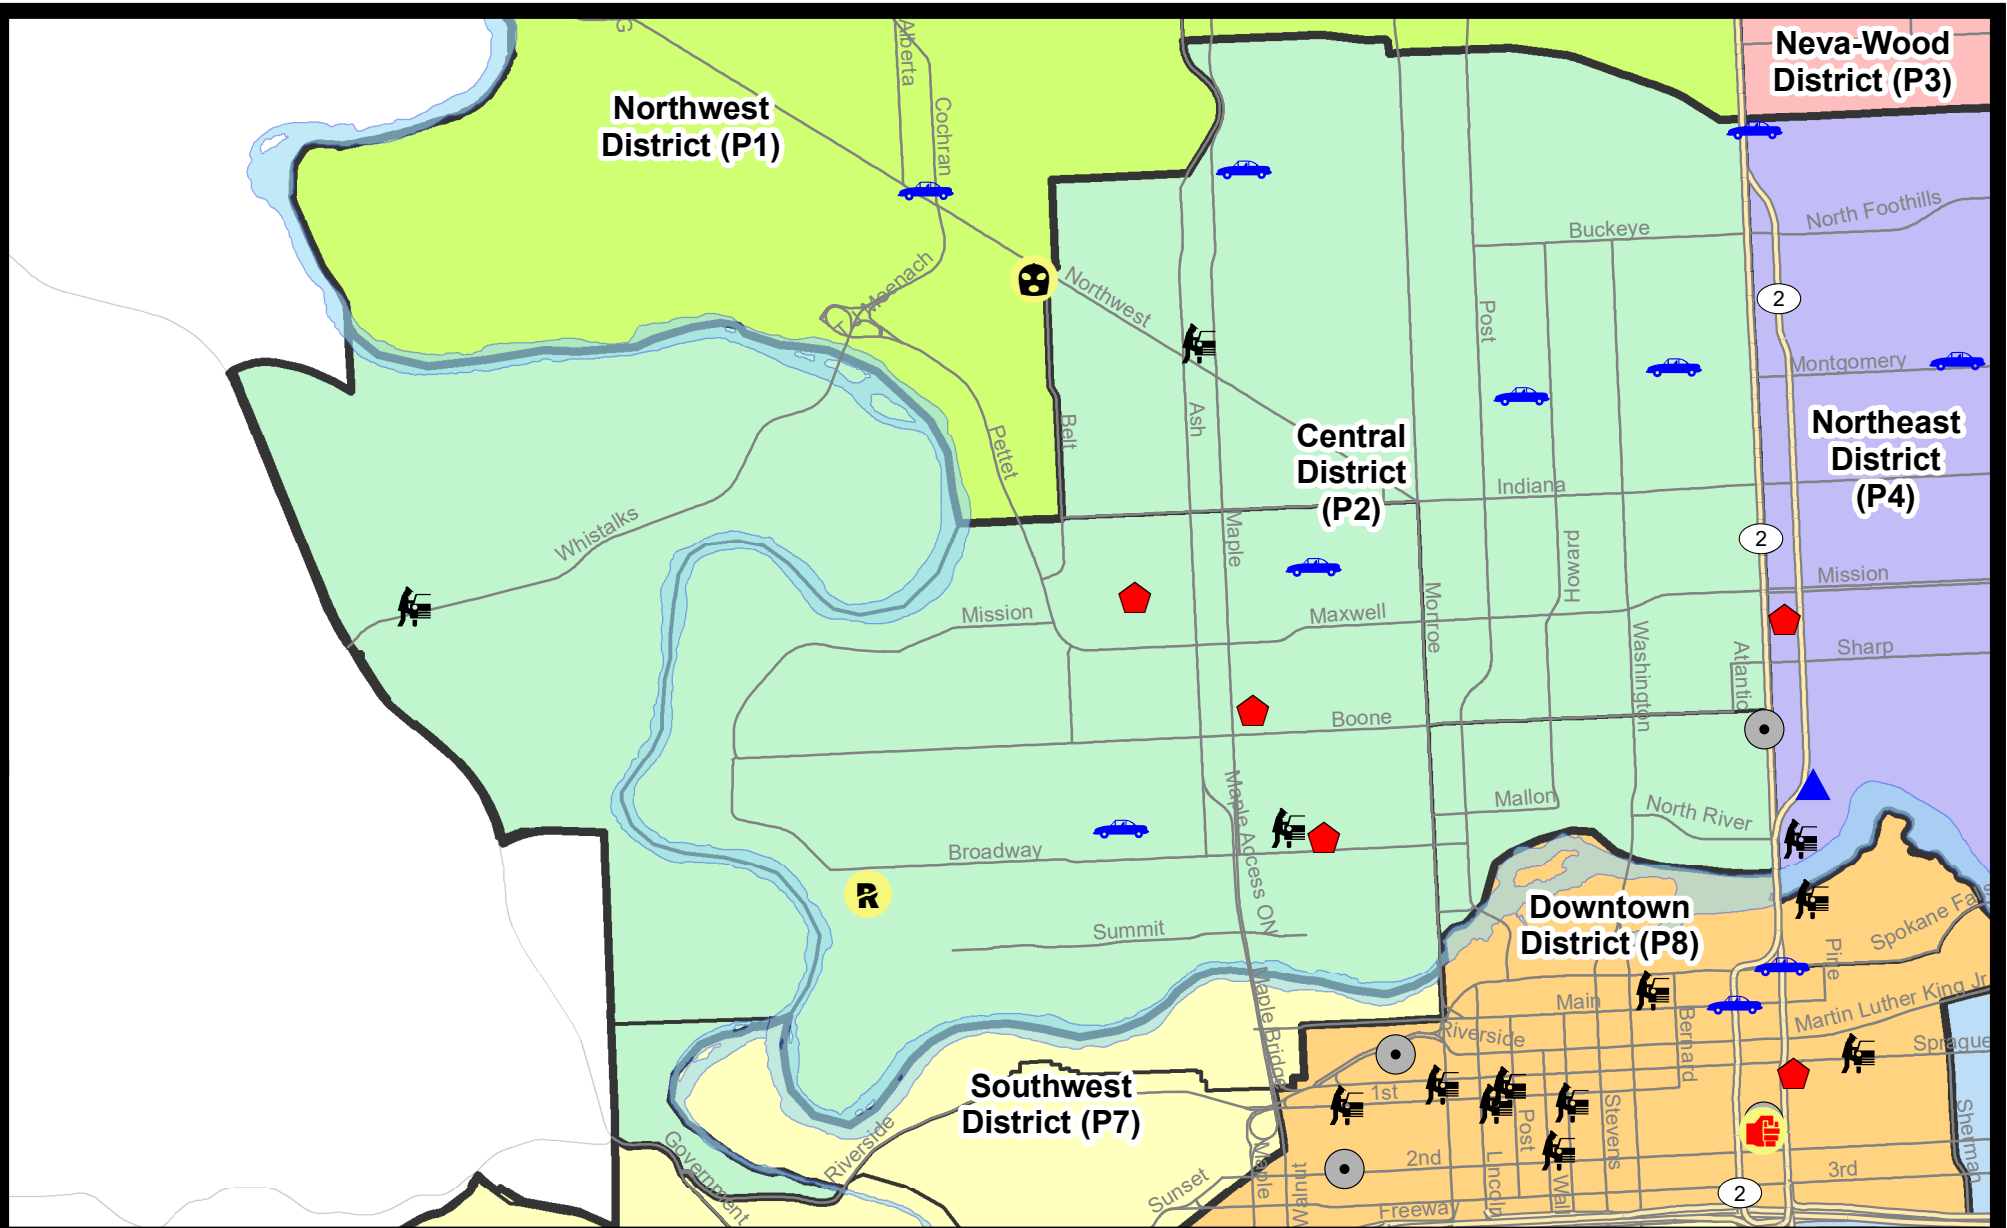 G
Alberta
Cochran
Northwest
District (P1)
Neva-Wood
District (P3)
North Foothills
Buckeye
Meenach
Northwest
2
Post
Montgomery
Ash
Belt
Pettet
Central
District
(P2)
Northeast
District
(P4)
Indiana
Whistalks
Maple
2
Howard
Mission
Mission
Maxwell
Monroe
Washington
Atlantic
Sharp
Boone
Maple Access ON
Mallon
North River
Broadway
Summit
Downtown
District (P8)
Spokane Fa
Pine
Maple Bridge
Main
Bernard
Martin Luther King Jr
Riverside
Sprague
Southwest
District (P7)
1st
Post
Stevens
Sherman
Government
Riverside
Maple
Walnut
2nd
Lincoln
Wall
3rd
Sunset
Freeway
2